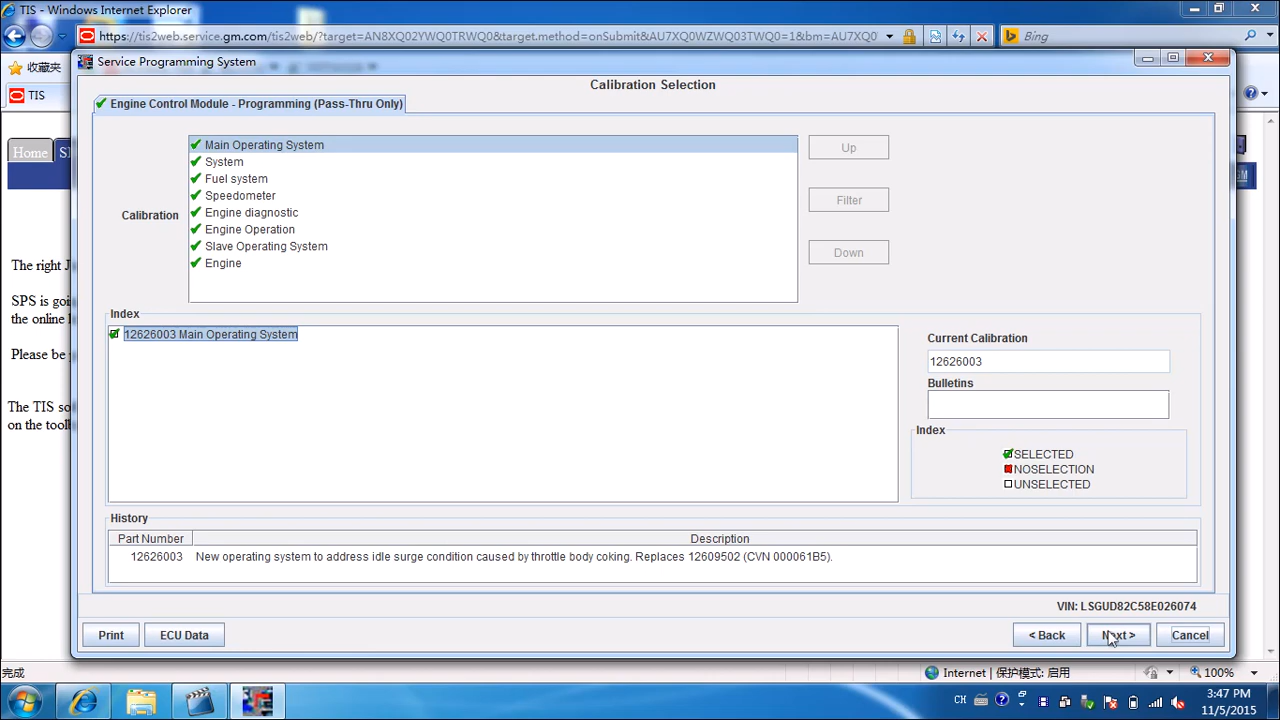 TIS - Windows Internet Explorer
https://tis2web.service.gm.com/tis2web/?target=AN8XQ02YWQ0TRWQ0&target.method=onSubmit&AU7XQ0WZWQ03TWQ0=1&bm=AU7XQ0
Bing
收藏夹
Service Programming System
TIS
Calibration Selection
Engine Control Module - Programming (Pass-Thru Only)
Home
Calibration
Main Operating System
System
Fuel system
Speedometer
Engine diagnostic
Engine Operation
Slave Operating System
Engine
Up
Filter
Down
GM
The right J
SPS is goi
the online
Please be
The TIS so
on the toolb
Index
12626003 Main Operating System
Current Calibration
12626003
Bulletins
Index
SELECTED
NOSELECTION
UNSELECTED
History
Part Number Description
12626003 New operating system to address idle surge condition caused by throttle body coking. Replaces 12609502 (CVN 000061B5).
VIN: LSGUD82C58E026074
Print ECU Data < Back Next > Cancel
完成 Internet | 保护模式: 启用 100%
CH 3:47 PM
11/5/2015